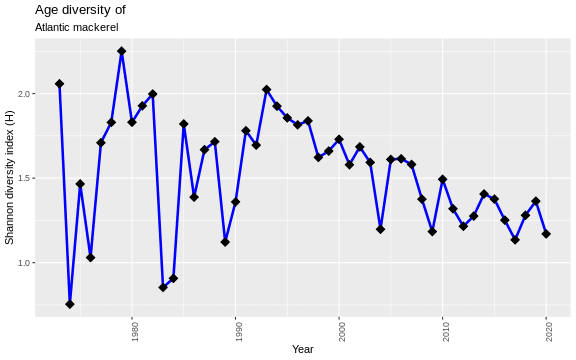 Age diversity of
Atlantic mackerel
Shannon diversity index (H)
2.0
1.5
1.0
1980
1990
2000
2010
2020
Year